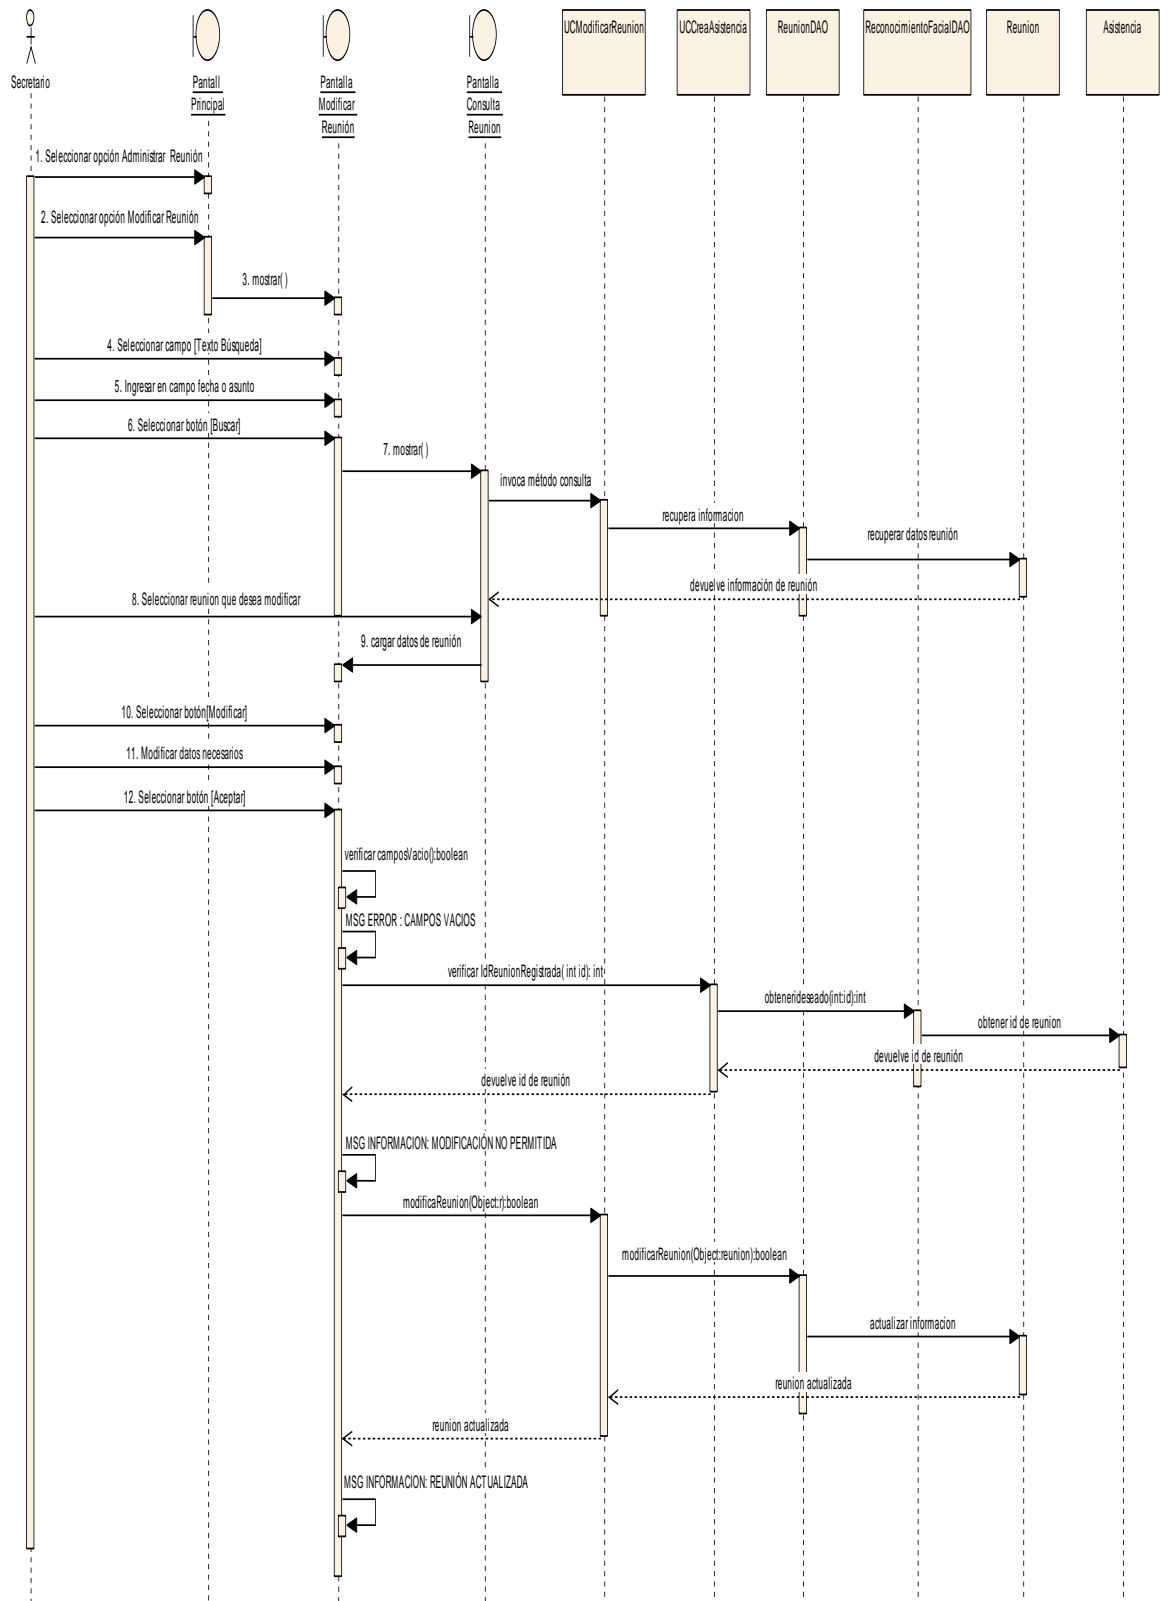 UCModificarReunion
UCCreaAsistencia
ReunionDAO
ReconocimientoFacialDAO
Reunion
Asistencia
Secretario
Pantall
Principal
Pantalla
Modificar
Reunión
Pantalla
Consulta
Reunion
1. Seleccionar opción Administrar Reunión
2. Seleccionar opción Modificar Reunión
3. mostrar( )
4. Seleccionar campo [Texto Búsqueda]
5. Ingresar en campo fecha o asunto
6. Seleccionar botón [Buscar]
7. mostrar( )
invoca método consulta
recupera informacion
recuperar datos reunión
devuelve información de reunión
8. Seleccionar reunion que desea modificar
9. cargar datos de reunión
10. Seleccionar botón[Modificar]
11. Modificar datos necesarios
12. Seleccionar botón [Aceptar]
verificar camposVacio():boolean
MSG ERROR : CAMPOS VACIOS
verificar IdReunionRegistrada( int id): int
obtenerideseado(int:id):int
obtener id de reunion
devuelve id de reunión
devuelve id de reunión
MSG INFORMACION: MODIFICACIÓN NO PERMITIDA
modificaReunion(Object:r):boolean
modificarReunion(Object:reunion):boolean
actualizar informacion
reunion actualizada
reunion actualizada
MSG INFORMACION: REUNIÓN ACTUALIZADA